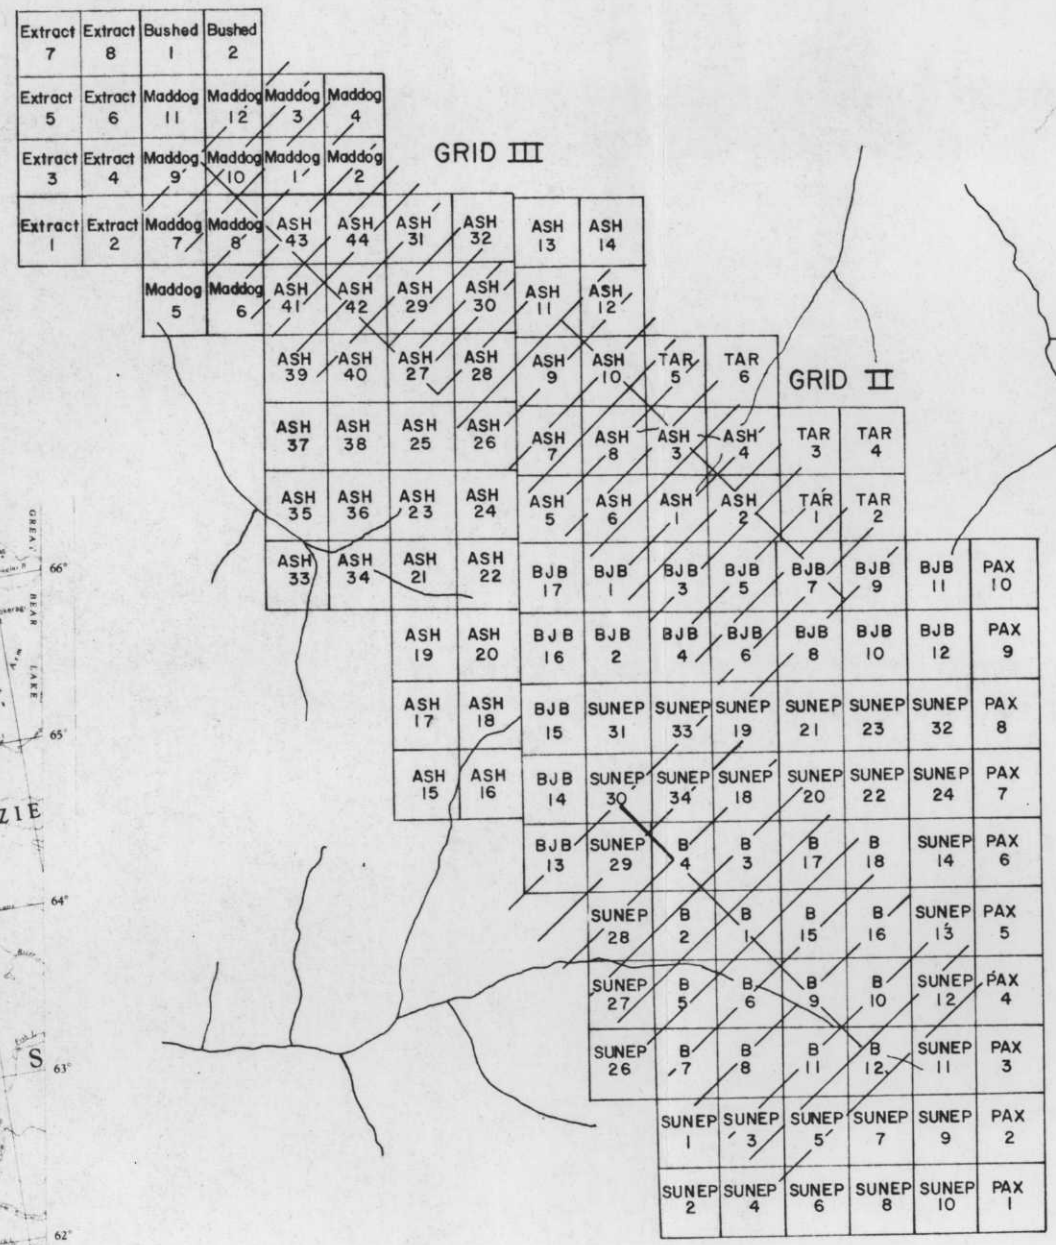 Extract 7 Extract 8 Bushed 1 Bushed 2
Extract 5 Extract 6 Maddog 11 Maddog 12 Maddog 3 Maddog 4
Extract 3 Extract 4 Maddog 9 Maddog 10 Maddog 1 Maddog 2
GRID III
Extract 1 Extract 2 Maddog 7 Maddog 8 ASH 43 ASH 44 ASH 31 ASH 32 ASH 13 ASH 14
Maddog 5 Maddog 6 ASH 41 ASH 42 ASH 29 ASH 30 ASH 11 ASH 12
ASH 39 ASH 40 ASH 27 ASH 28 ASH 9 ASH 10 TAR 5 TAR 6
GRID II
ASH 37 ASH 38 ASH 25 ASH 26 ASH 7 ASH 8 ASH 3 ASH 4 TAR 3 TAR 4
ASH 35 ASH 36 ASH 23 ASH 24 ASH 5 ASH 6 ASH 1 ASH 2 TAR 1 TAR 2
ASH 33 ASH 34 ASH 21 ASH 22 BJB 17 BJB 1 BJB 3 BJB 5 BJB 7 BJB 9 BJB 11 PAX 10
ASH 19 ASH 20 BJB 16 BJB 2 BJB 4 BJB 6 BJB 8 BJB 10 BJB 12 PAX 9
ASH 17 ASH 18 BJB 15 SUNEP 31 SUNEP 33 SUNEP 19 SUNEP 21 SUNEP 23 SUNEP 32 PAX 8
ASH 15 ASH 16 BJB 14 SUNEP 30 SUNEP 34 SUNEP 18 SUNEP 20 SUNEP 22 SUNEP 24 PAX 7
BJB 13 SUNEP 29 B 4 B 3 B 17 B 18 SUNEP 14 PAX 6
SUNEP 28 B 2 B 1 B 15 B 16 SUNEP 13 PAX 5
SUNEP 27 B 5 B 6 B 9 B 10 SUNEP 12 PAX 4
SUNEP 26 B 7 B 8 B 11 B 12 SUNEP 11 PAX 3
SUNEP 1 SUNEP 3 SUNEP 5 SUNEP 7 SUNEP 9 PAX 2
SUNEP 2 SUNEP 4 SUNEP 6 SUNEP 8 SUNEP 10 PAX 1
GREAT BEAR LAKE
66°
65°
ZIE
64°
S
63°
62°